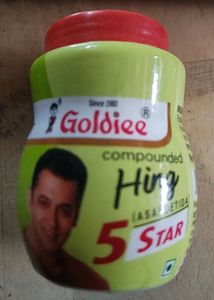 Since 1980
Goldiee ®
compounded
Hing
(ASAFOETIDA)
5 STAR